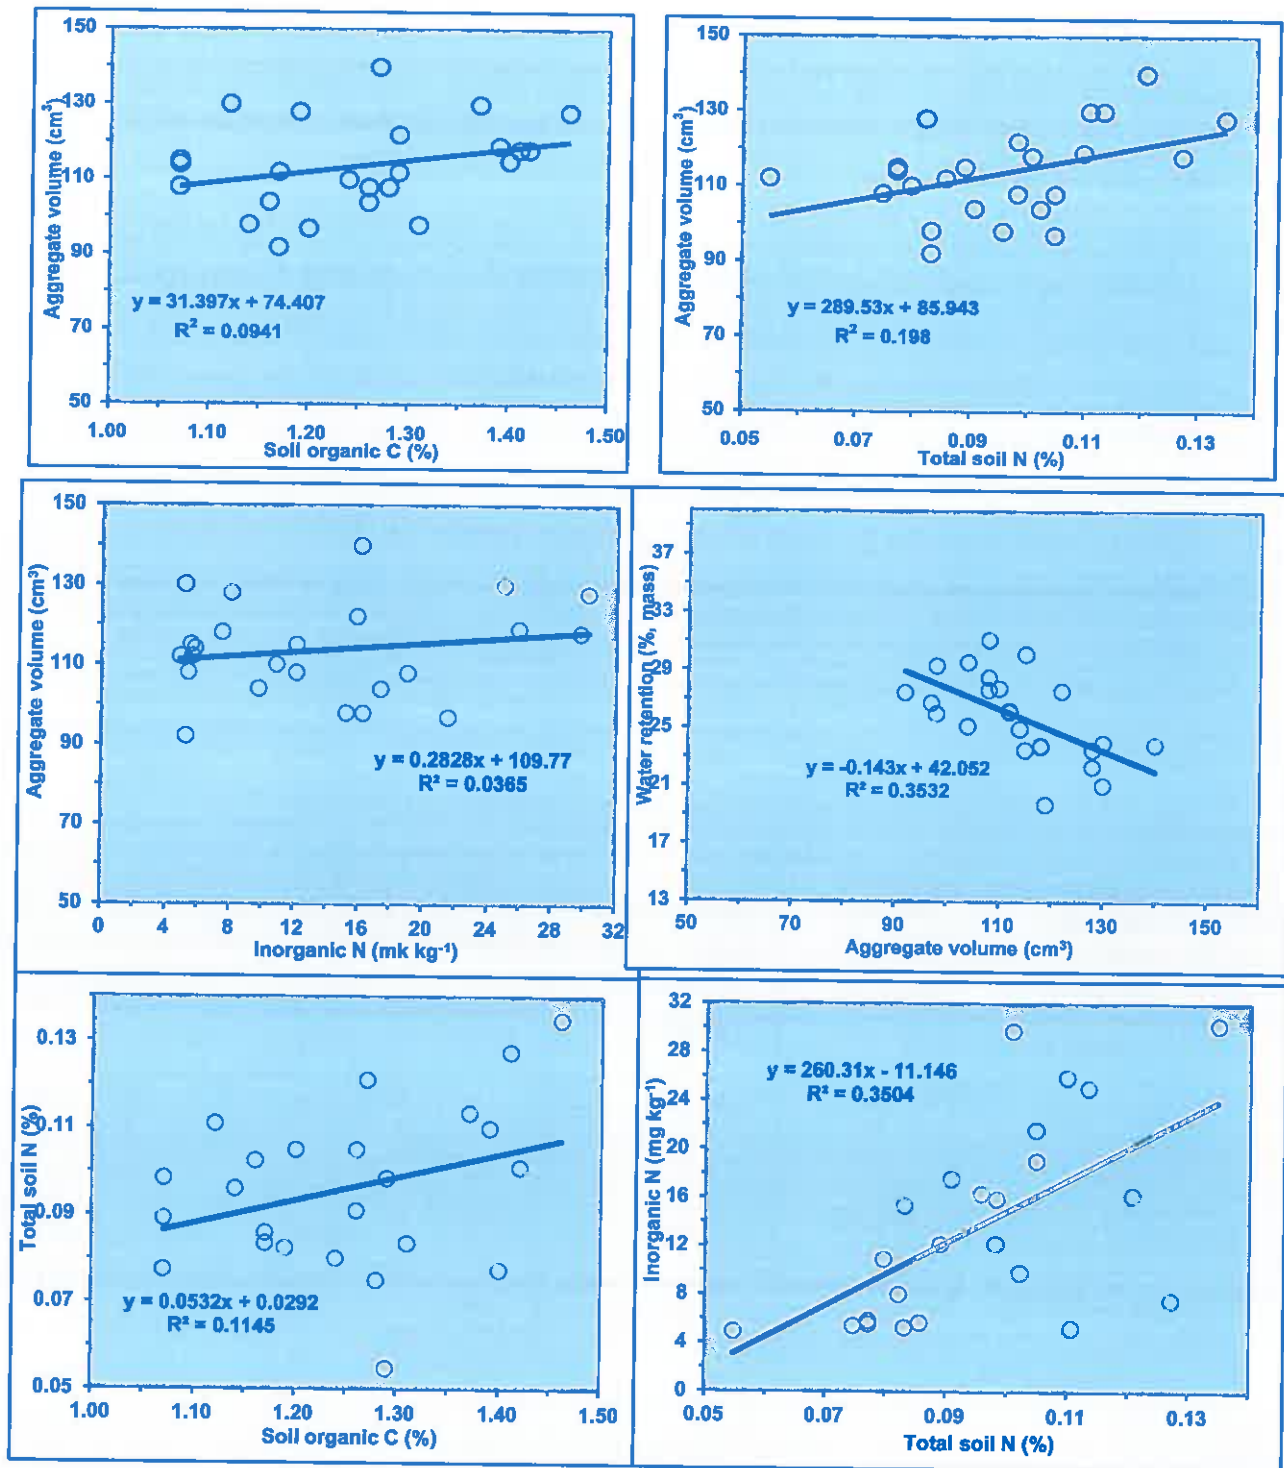 150
130
110
90
70
50
Aggregate volume (cm³)
y = 31.397x + 74.407
R² = 0.0941
1.00 1.10 1.20 1.30 1.40 1.50
Soil organic C (%)
150
130
110
90
70
50
Aggregate volume (cm³)
y = 289.53x + 85.943
R² = 0.198
0.05 0.07 0.09 0.11 0.13
Total soil N (%)
150
130
110
90
70
50
Aggregate volume (cm³)
y = 0.2828x + 109.77
R² = 0.0365
0 4 8 12 16 20 24 28 32
Inorganic N (mk kg⁻¹)
37
33
29
25
21
17
13
Water retention (%, mass)
y = -0.143x + 42.052
R² = 0.3532
50 70 90 110 130 150
Aggregate volume (cm³)
0.13
0.11
0.09
0.07
0.05
Total soil N (%)
y = 0.0532x + 0.0292
R² = 0.1145
1.00 1.10 1.20 1.30 1.40 1.50
Soil organic C (%)
32
28
24
20
16
12
8
4
0
Inorganic N (mg kg⁻¹)
y = 260.31x - 11.146
R² = 0.3504
0.05 0.07 0.09 0.11 0.13
Total soil N (%)